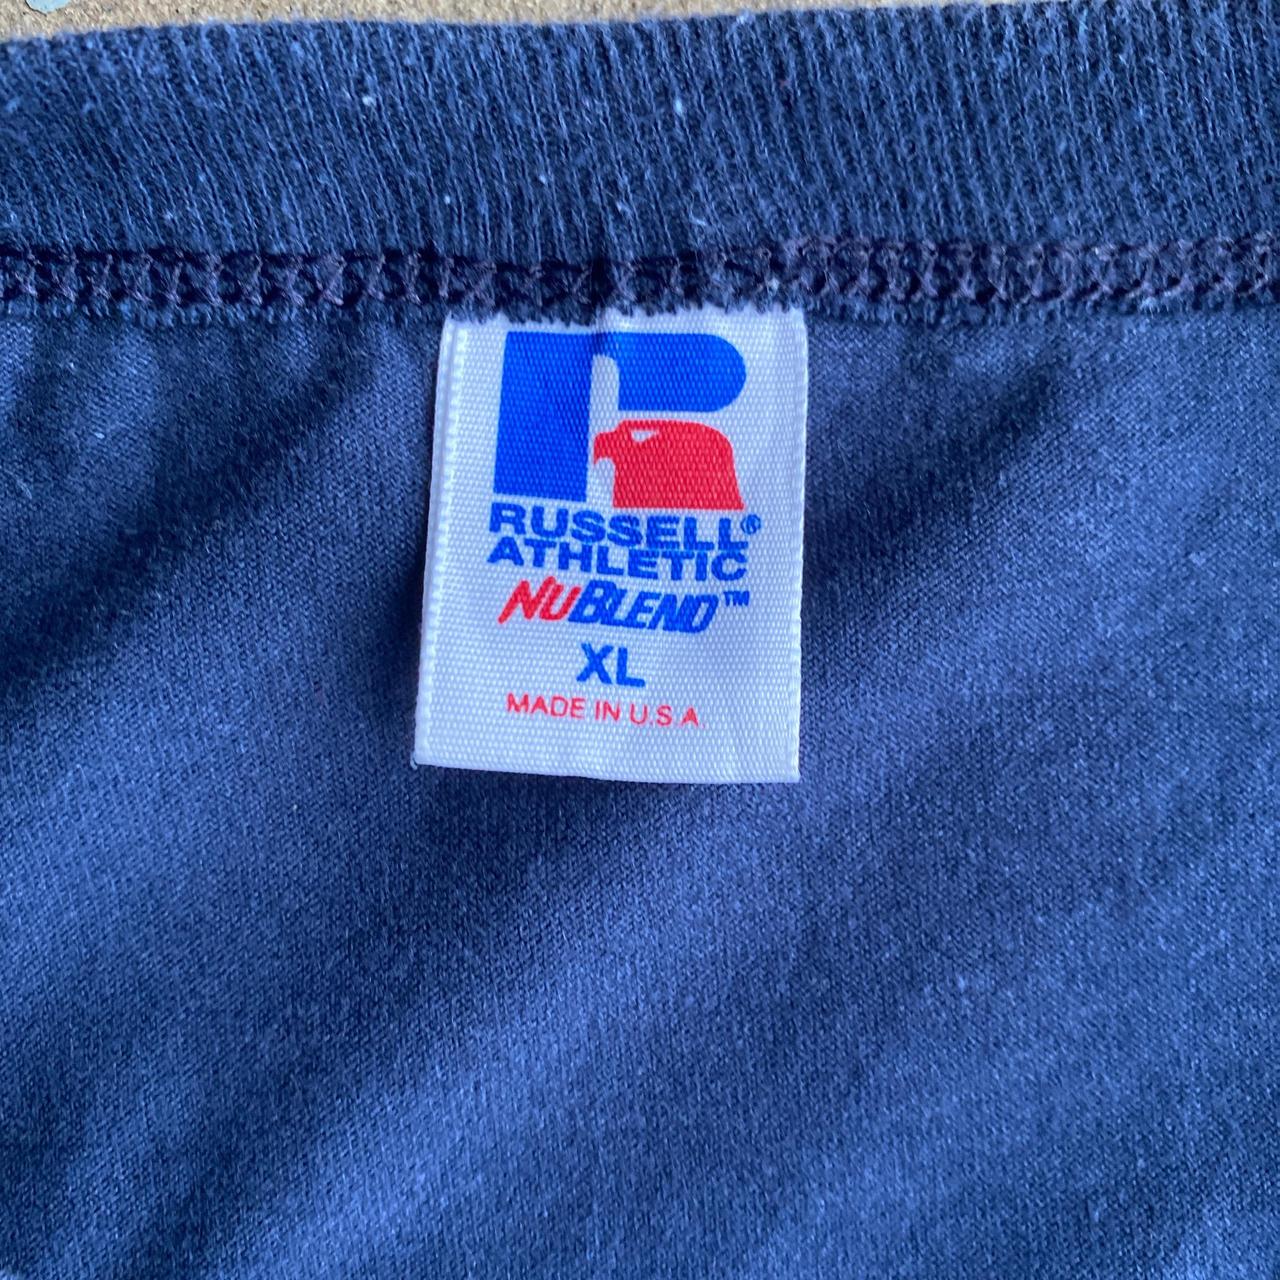 RUSSELL®
ATHLETIC
NUBLEND™
XL
MADE IN U.S.A.